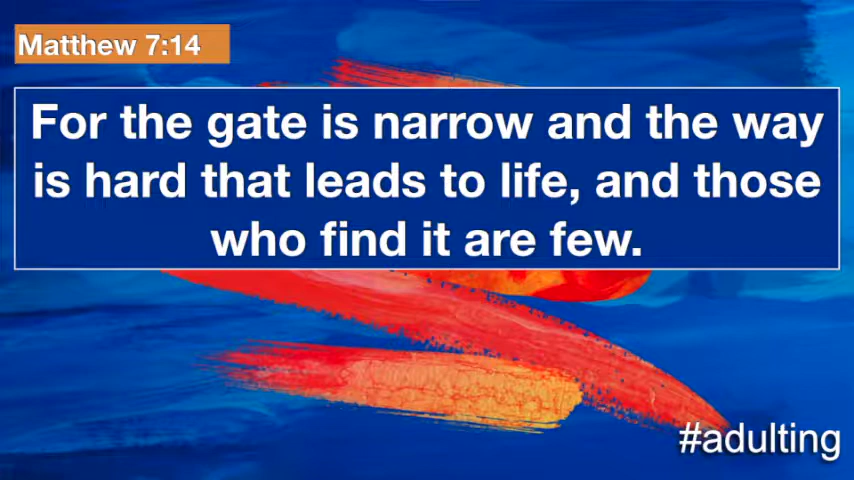 Matthew 7:14
For the gate is narrow and the way
is hard that leads to life, and those
who find it are few.
#adulting